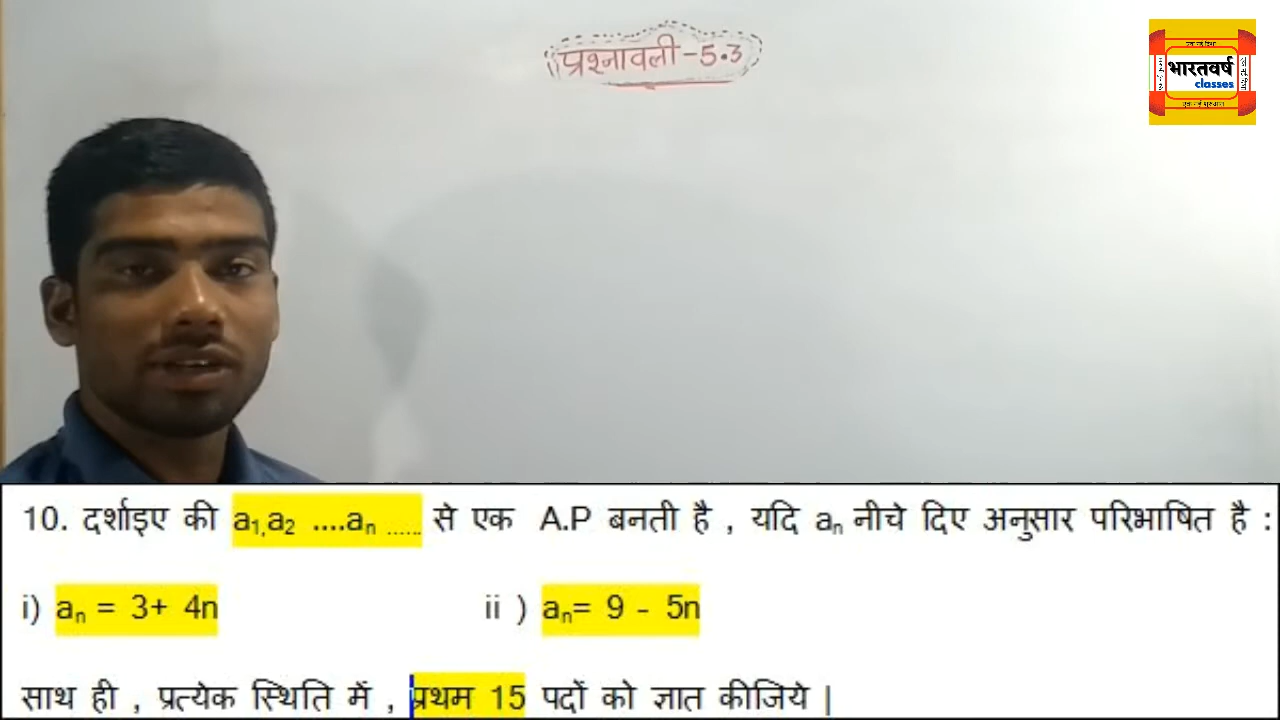 प्रश्नावली-5.3
भारतवर्ष
classes
10. दर्शाइए की a₁,a₂ ....aₙ ...... से एक A.P बनती है , यदि aₙ नीचे दिए अनुसार परिभाषित है :
i) aₙ = 3+ 4n ii ) aₙ= 9 - 5n
साथ ही , प्रत्येक स्थिति में , प्रथम 15 पदों को ज्ञात कीजिये |